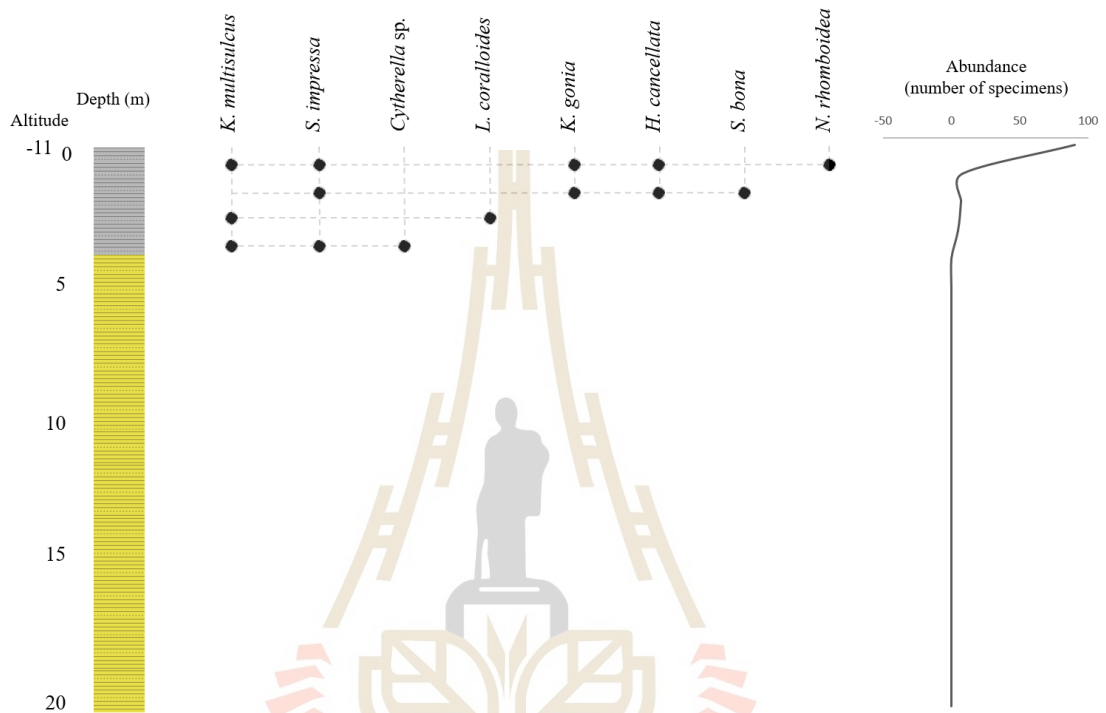 K. multisulcus
S. impressa
Cytherella sp.
L. coralloides
K. gonia
H. cancellata
S. bona
N. rhomboidea
Abundance
(number of specimens)
-50 0 50 100
Depth (m)
Altitude
-11 0
5
10
15
20